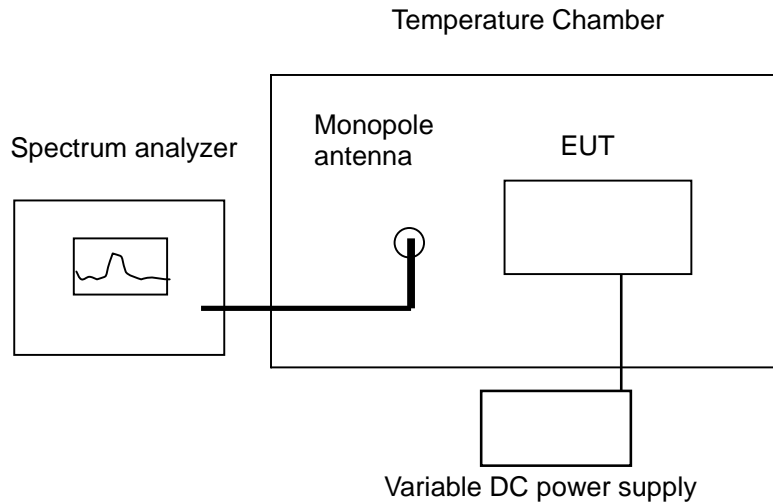 Temperature Chamber
Monopole
antenna
EUT
Spectrum analyzer
Variable DC power supply